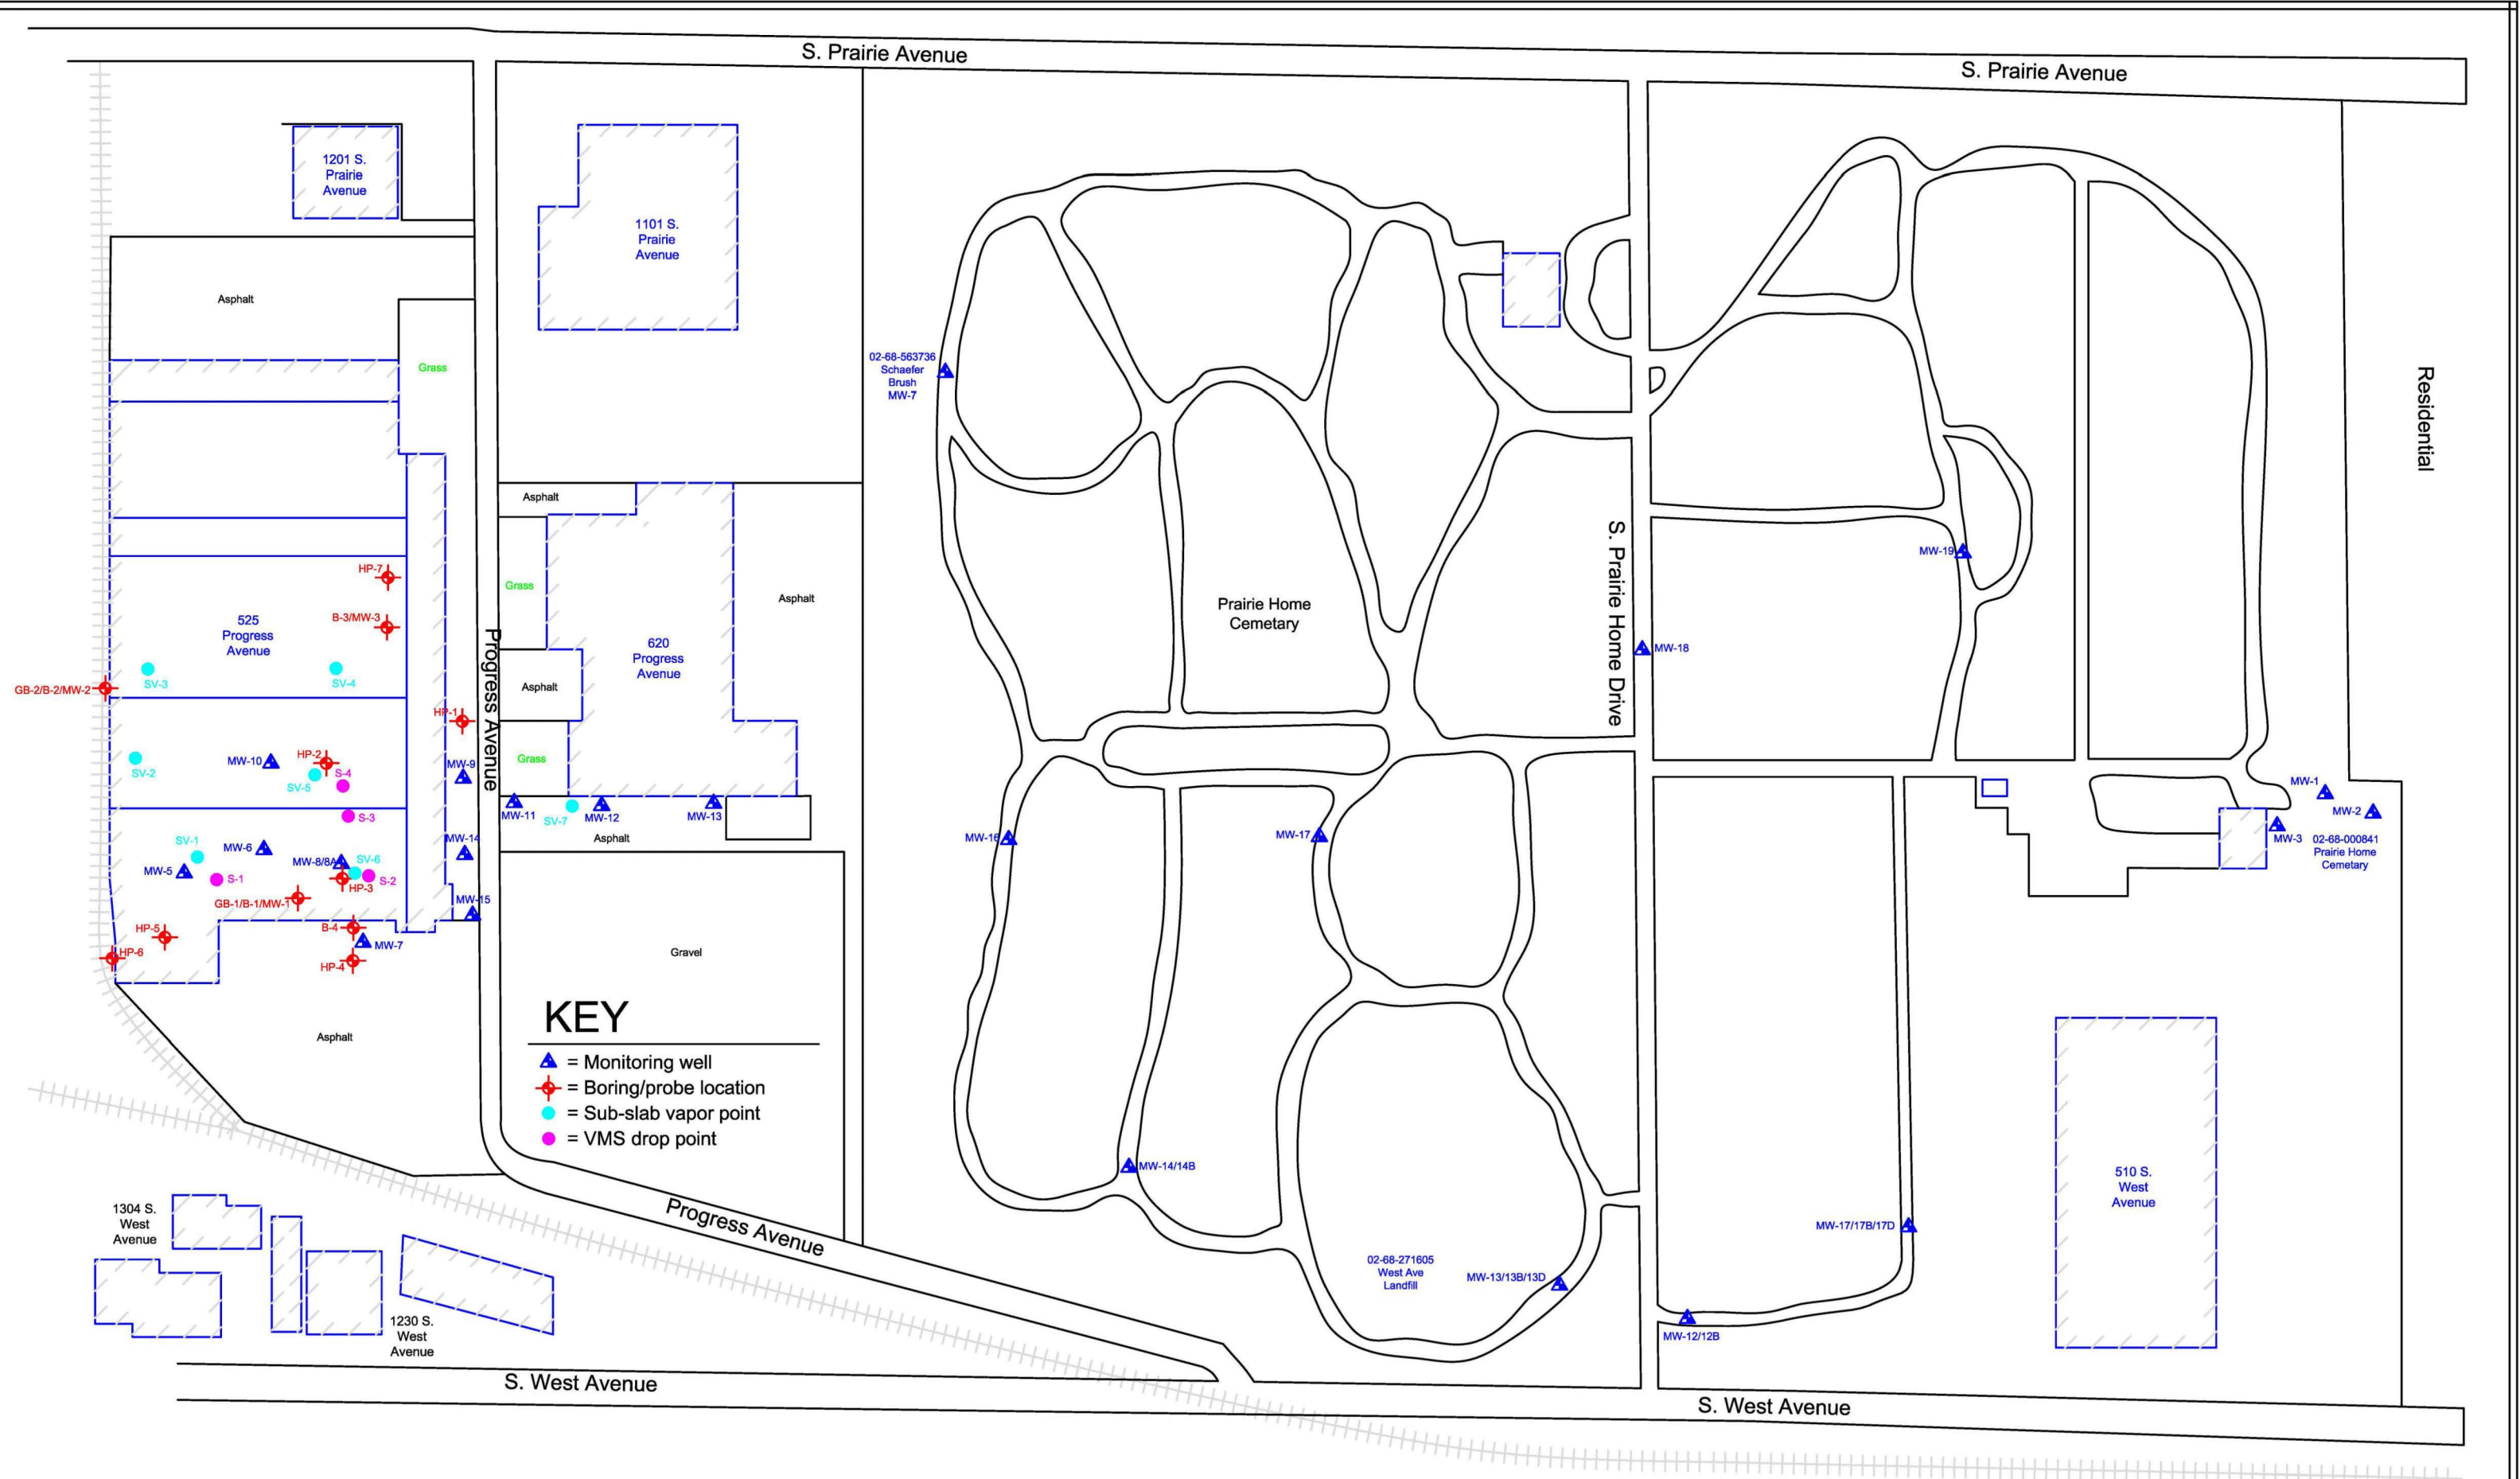 S. Prairie Avenue
S. Prairie Avenue
1201 S.
Prairie
Avenue
1101 S.
Prairie
Avenue
Asphalt
Grass
02-68-563736
Schaefer
Brush
MW-7
Residential
Asphalt
Grass
Asphalt
Asphalt
Grass
620
Progress
Avenue
Prairie Home
Cemetary
S. Prairie Home Drive
MW-19
MW-18
HP-7
B-3/MW-3
525
Progress
Avenue
SV-3
SV-4
GB-2/B-2/MW-2
HP-1
Progress Avenue
SV-2
MW-10
HP-2
SV-5
S-4
MW-9
S-3
MW-11
SV-7
MW-12
MW-13
Asphalt
MW-14
SV-1
MW-6
MW-5
S-1
MW-8/8A
SV-6
S-2
HP-3
GB-1/B-1/MW-1
MW-15
HP-5
HP-6
B-4
MW-7
HP-4
Asphalt
Gravel
MW-16
MW-17
MW-1
MW-2
MW-3
02-68-000841
Prairie Home
Cemetary
KEY
= Monitoring well
= Boring/probe location
= Sub-slab vapor point
= VMS drop point
MW-14/14B
510 S.
West
Avenue
MW-17/17B/17D
02-68-271605
West Ave
Landfill
MW-13/13B/13D
MW-12/12B
1304 S.
West
Avenue
Progress Avenue
1230 S.
West
Avenue
S. West Avenue
S. West Avenue